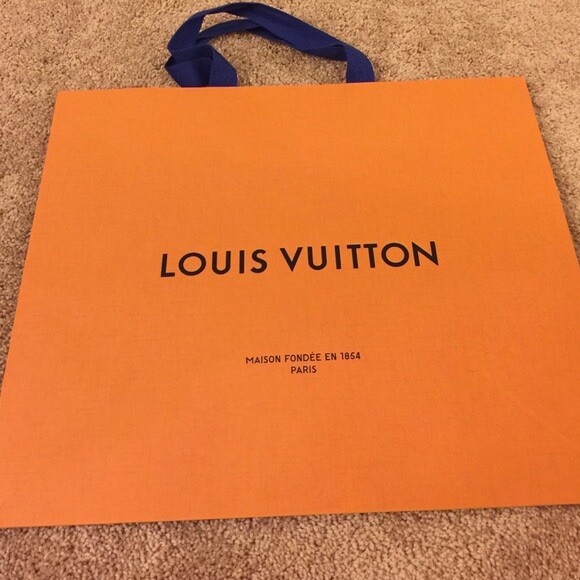 LOUIS VUITTON
MAISON FONDÉE EN 1854
PARIS